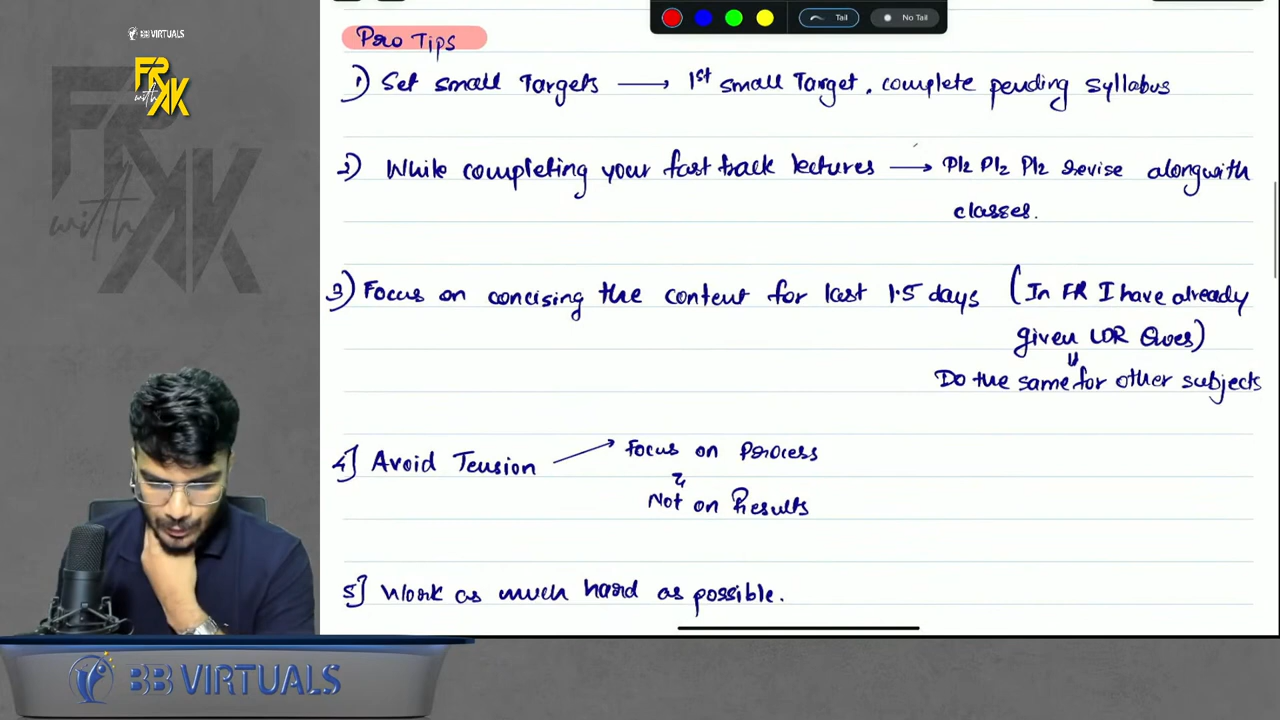 BB VIRTUALS
FR
with
AK
FR
with
AK
Tail
No Tail
Pro Tips
1) Set small Targets → 1st small Target, complete pending syllabus
2) While completing your fast track lectures → Plz Plz Plz revise alongwith
classes.
3) Focus on concising the content for last 1.5 days (In FR I have already
given LDR Ques)
Do the same for other subjects
4] Avoid Tension → Focus on Process
&
Not on Results
5] Work as much hard as possible.
BB VIRTUALS